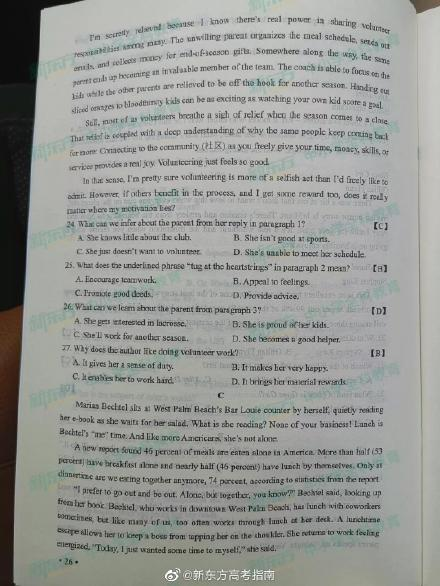 I'm secretly relieved because I know there's real power in sharing volunteer
responsibilities among many. The unwilling parent organizes the meal schedule, sends out
emails, and collects money for end-of-season gifts. Somewhere along the way, the same
parent ends up becoming an invaluable member of the team. The coach is able to focus on the
kids while the other parents are relieved to be off the hook for another season. Handing out
sliced oranges to bloodthirsty kids can be as exciting as watching your own kid score a goal.
Still, most of us volunteers breathe a sigh of relief when the season comes to a close.
That relief is coupled with a deep understanding of why the same people keep coming back
for more: Connecting to the community (社区) as you freely give your time, money, skills, or
services provides a real joy. Volunteering just feels so good.
In that sense, I'm pretty sure volunteering is more of a selfish act than I'd freely like to
admit. However, if others benefit in the process, and I get some reward too, does it really
matter where my motivation lies?
24. What can we infer about the parent from her reply in paragraph 1? 【C】
A. She knows little about the club. B. She isn't good at sports.
C. She just doesn't want to volunteer. D. She's unable to meet her schedule.
25. What does the underlined phrase "tug at the heartstrings" in paragraph 2 mean? 【B】
A. Encourage teamwork. B. Appeal to feelings.
C. Promote good deeds. D. Provide advice.
26. What can we learn about the parent from paragraph 3? 【D】
A. She gets interested in lacrosse. B. She is proud of her kids.
C. She'll work for another season. D. She becomes a good helper.
27. Why does the author like doing volunteer work? 【B】
A. It gives her a sense of duty. B. It makes her very happy.
C. It enables her to work hard. D. It brings her material rewards.
C
Marian Bechtel sits at West Palm Beach's Bar Louie counter by herself, quietly reading
her e-book as she waits for her salad. What is she reading? None of your business! Lunch is
Bechtel's "me" time. And like more Americans, she's not alone.
A new report found 46 percent of meals are eaten alone in America. More than half (53
percent) have breakfast alone and nearly half (46 percent) have lunch by themselves. Only at
dinnertime are we eating together anymore, 74 percent, according to statistics from the report.
"I prefer to go out and be out. Alone, but together, you know?" Bechtel said, looking up
from her book. Bechtel, who works in downtown West Palm Beach, has lunch with coworkers
sometimes, but like many of us, too often works through lunch at her desk. A lunchtime
escape allows her to keep a boss from tapping her on the shoulder. She returns to work feeling
energized. "Today, I just wanted some time to myself," she said.
• 26 •
@新东方高考指南